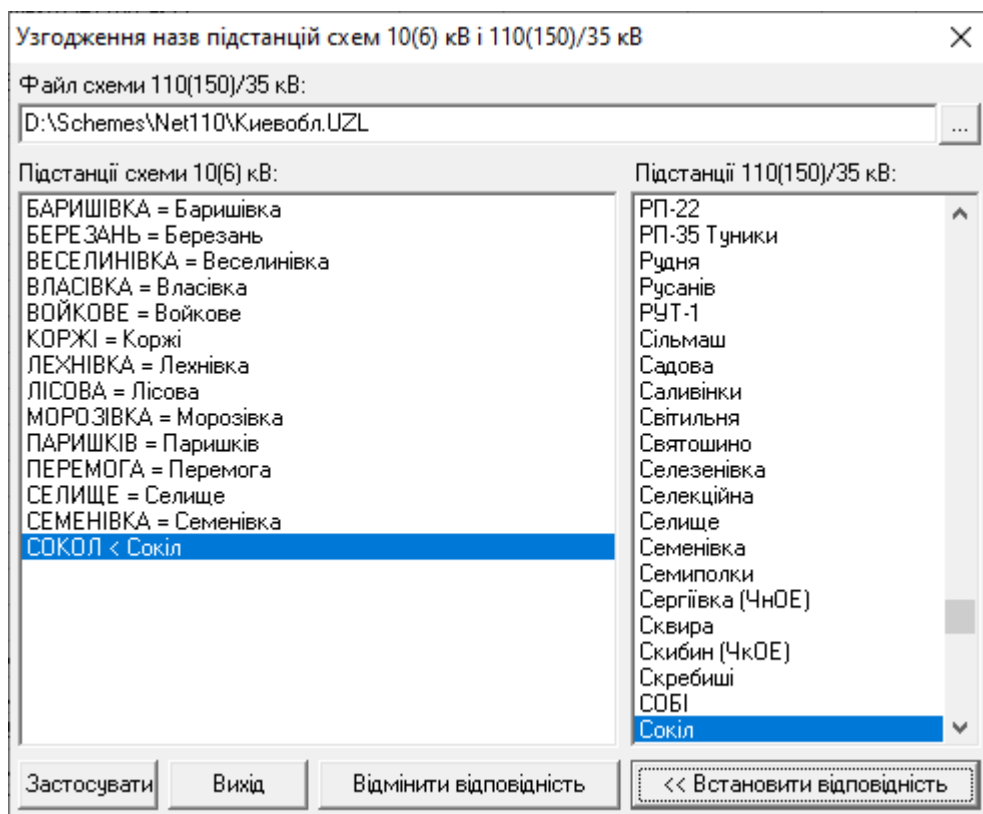 Узгодження назв підстанцій схем 10(6) кВ і 110(150)/35 кВ
Файл схеми 110(150)/35 кВ:
D:\Schemes\Net110\Киевобл.UZL
...
Підстанції схеми 10(6) кВ:
БАРИШІВКА = Баришівка
БЕРЕЗАНЬ = Березань
ВЕСЕЛИНІВКА = Веселинівка
ВЛАСІВКА = Власівка
ВОЙКОВЕ = Войкове
КОРЖІ = Коржі
ЛЕХНІВКА = Лехнівка
ЛІСОВА = Лісова
МОРОЗІВКА = Морозівка
ПАРИШКІВ = Паришків
ПЕРЕМОГА = Перемога
СЕЛИЩЕ = Селище
СЕМЕНІВКА = Семенівка
СОКОЛ < Сокіл
Підстанції 110(150)/35 кВ:
РП-22
РП-35 Туники
Рудня
Русанів
РУТ-1
Сільмаш
Садова
Саливінки
Світильня
Святошино
Селезенівка
Селекційна
Селище
Семенівка
Семиполки
Сергіївка (ЧнОЕ)
Сквира
Скибин (ЧкОЕ)
Скребиші
СОБІ
Сокіл
Застосувати
Вихід
Відмінити відповідність
<< Встановити відповідність